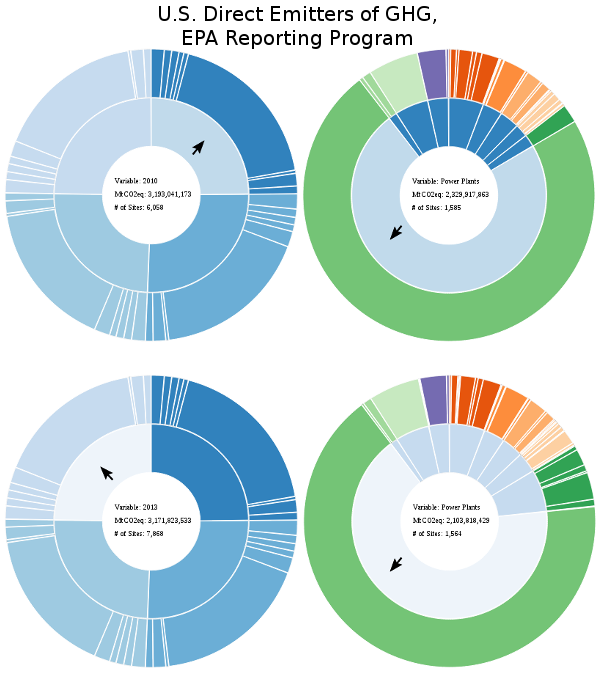 U.S. Direct Emitters of GHG,
EPA Reporting Program
Variable: 2010
MtCO2eq: 3,193,041,173
# of Sites: 6,058
Variable: Power Plants
MtCO2eq: 2,329,917,863
# of Sites: 1,585
Variable: 2013
MtCO2eq: 3,171,823,533
# of Sites: 7,868
Variable: Power Plants
MtCO2eq: 2,103,818,429
# of Sites: 1,564